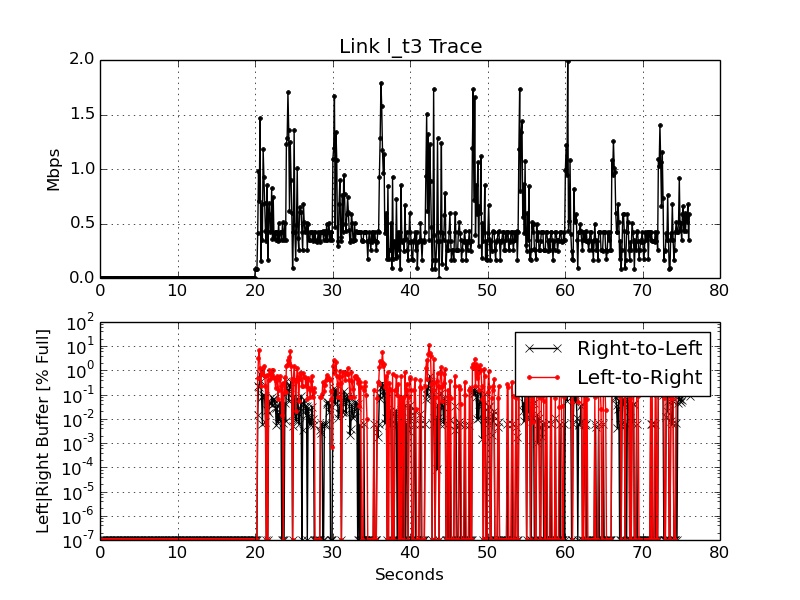 Link l_t3 Trace
2.0
1.5
1.0
0.5
0.0
Mbps
0 10 20 30 40 50 60 70 80
10^2
10^1
10^0
10^-1
10^-2
10^-3
10^-4
10^-5
10^-6
10^-7
Left|Right Buffer [% Full]
Right-to-Left
Left-to-Right
0 10 20 30 40 50 60 70 80
Seconds